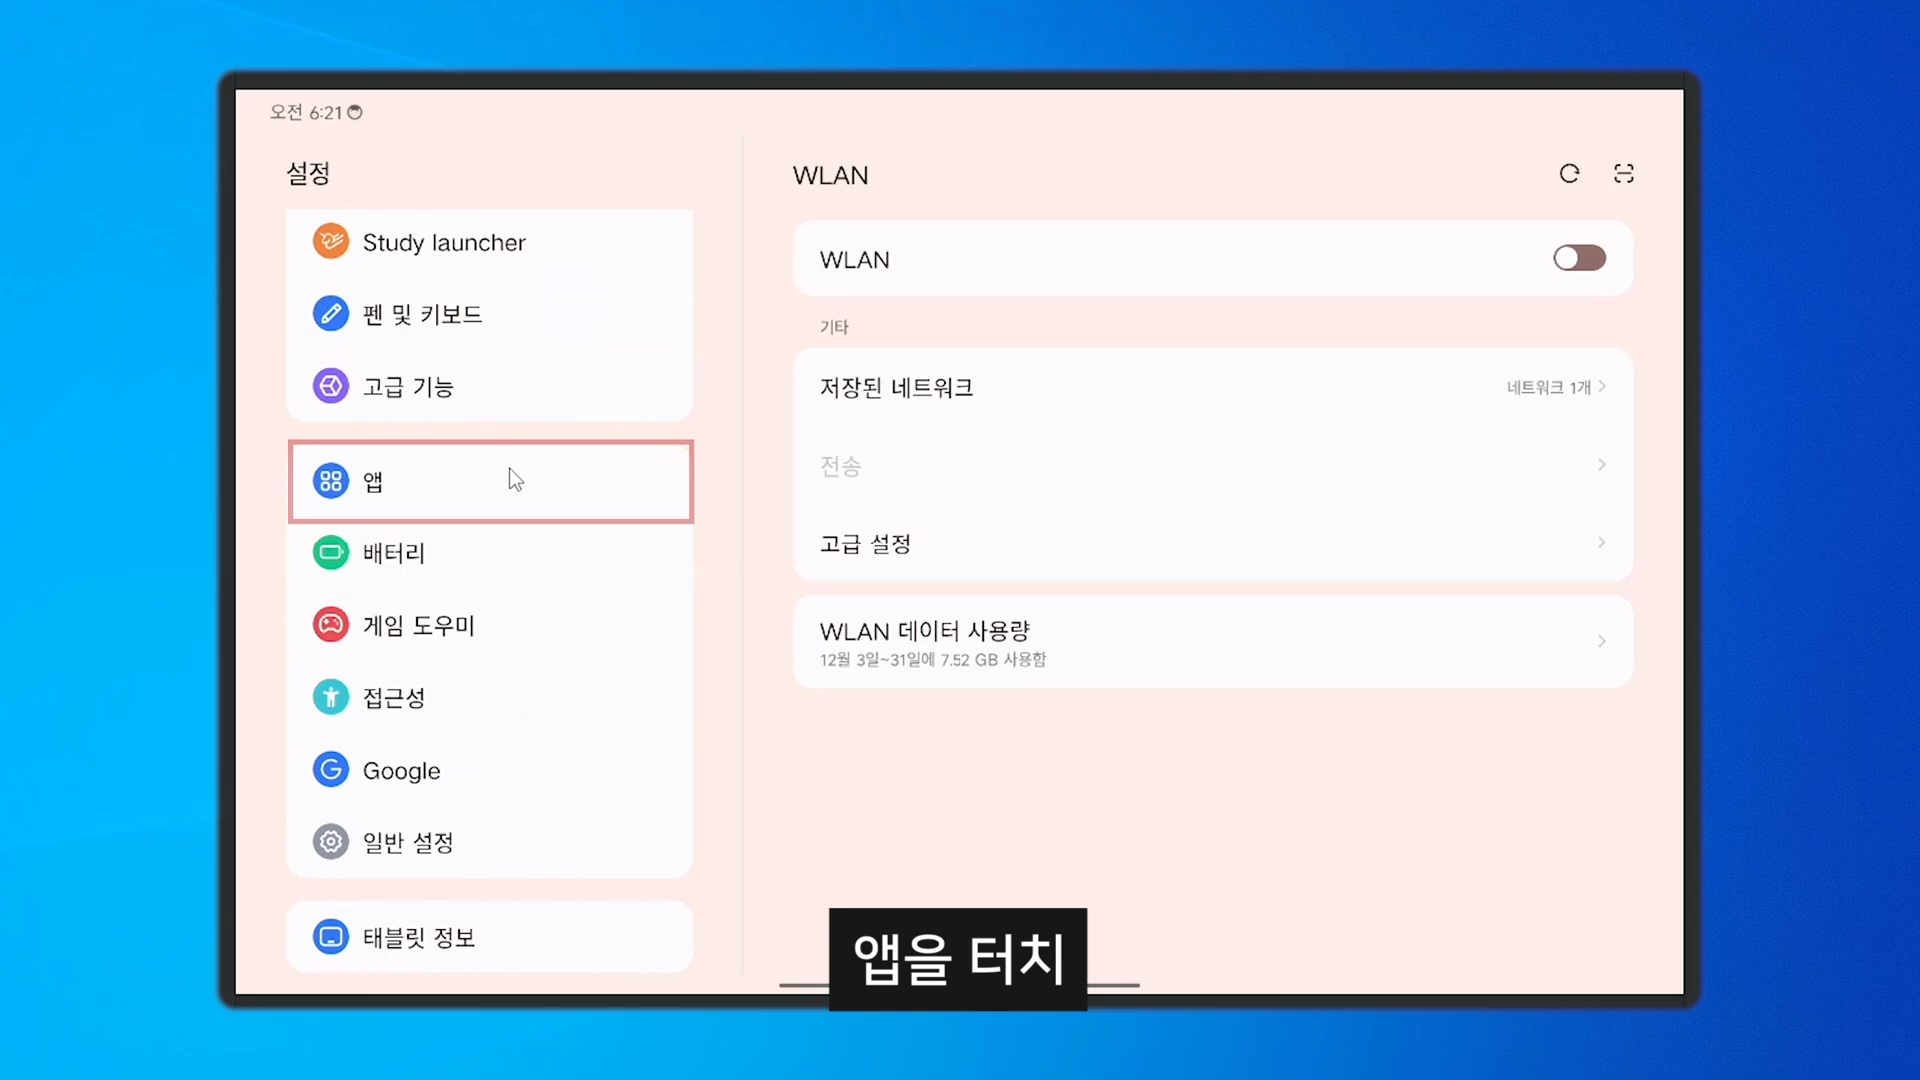 오전 6:21
설정
Study launcher
펜 및 키보드
고급 기능
앱
배터리
게임 도우미
접근성
Google
일반 설정
태블릿 정보
WLAN
WLAN
기타
저장된 네트워크
네트워크 1개
전송
고급 설정
WLAN 데이터 사용량
12월 3일~31일에 7.52 GB 사용함
앱을 터치